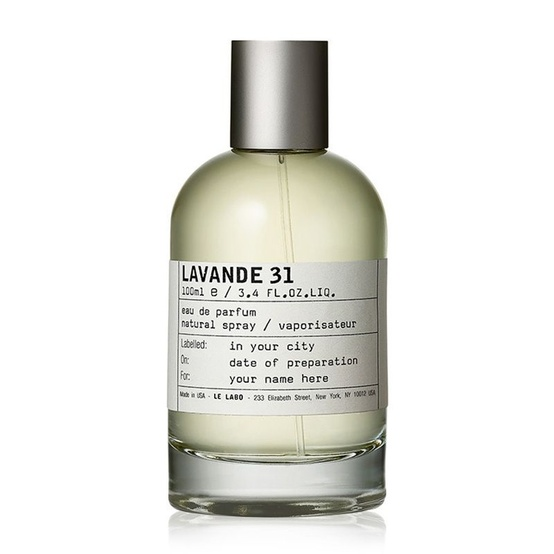 LAVANDE 31
100ml e / 3.4 FL.OZ.LIQ.
eau de parfum
natural spray / vaporisateur
Labelled: in your city
On: date of preparation
For: your name here
Made in USA - LE LABO - 233 Elizabeth Street, New York, NY 10012 USA